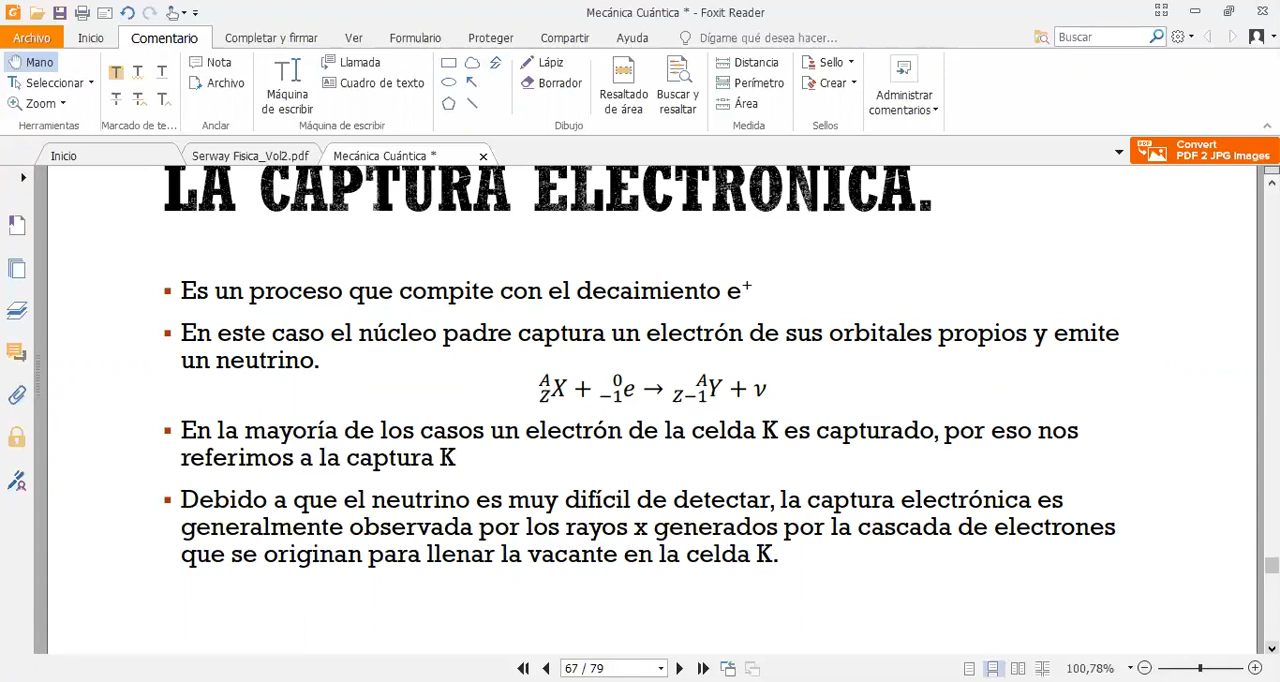 Mecánica Cuántica * - Foxit Reader
Archivo Inicio Comentario Completar y firmar Ver Formulario Proteger Compartir Ayuda Dígame qué desea hacer... Buscar
Mano Nota Llamada Lápiz Distancia Sello
Seleccionar Archivo Cuadro de texto Borrador Perímetro Crear
Zoom Máquina de escribir Resaltado de área Buscar y resaltar Área Administrar comentarios
Herramientas Marcado de te... Anclar Máquina de escribir Dibujo Medida Sellos
Inicio Serway Fisica_Vol2.pdf Mecánica Cuántica * Convert
PDF 2 JPG Images
LA CAPTURA ELECTRONICA.
▪ Es un proceso que compite con el decaimiento e⁺
▪ En este caso el núcleo padre captura un electrón de sus orbitales propios y emite
un neutrino.
$^{A}_{Z}X + ^{0}_{-1}e \rightarrow ^{A}_{Z-1}Y + \nu$
▪ En la mayoría de los casos un electrón de la celda K es capturado, por eso nos
referimos a la captura K
▪ Debido a que el neutrino es muy difícil de detectar, la captura electrónica es
generalmente observada por los rayos x generados por la cascada de electrones
que se originan para llenar la vacante en la celda K.
67 / 79 100,78%